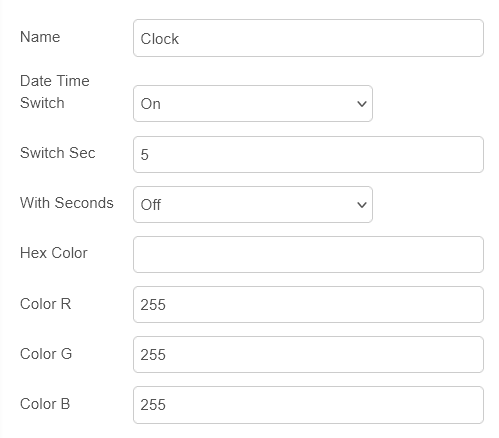 Name
Clock
Date Time
Switch
On
Switch Sec
5
With Seconds
Off
Hex Color
Color R
255
Color G
255
Color B
255